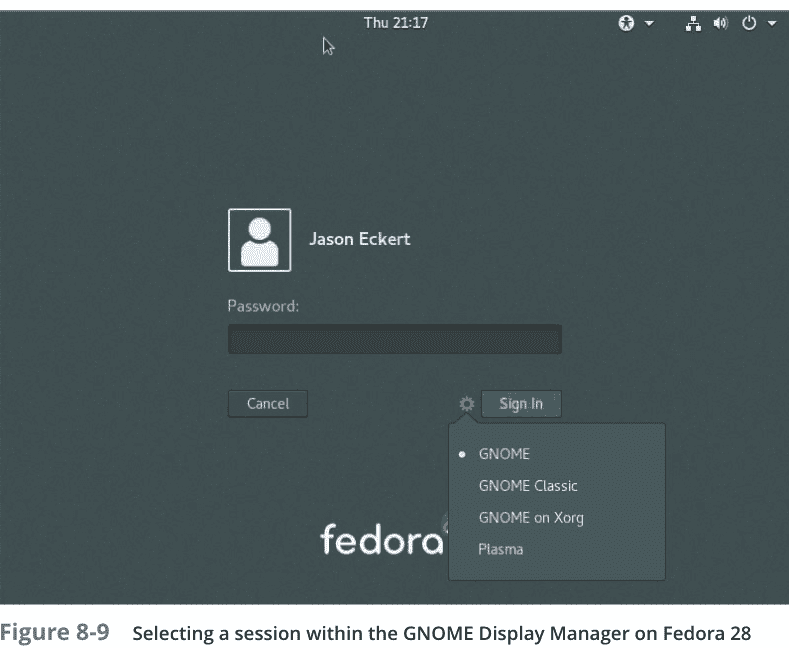 Thu 21:17
Jason Eckert
Password:
Cancel
Sign In
GNOME
GNOME Classic
GNOME on Xorg
Plasma
fedora
Figure 8-9 Selecting a session within the GNOME Display Manager on Fedora 28